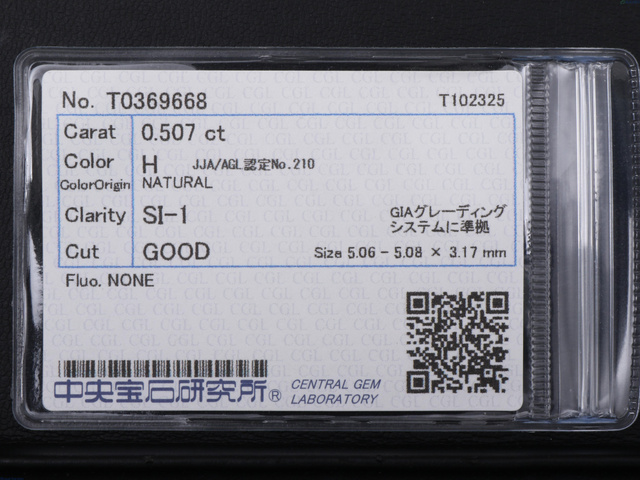 No. T0369668 T102325
Carat 0.507 ct
Color H JJA/AGL認定No.210
ColorOrigin NATURAL
Clarity SI-1 GIAグレーディング
システムに準拠
Cut GOOD Size 5.06 - 5.08 × 3.17 mm
Fluo. NONE
中央宝石研究所® CENTRAL GEM
LABORATORY